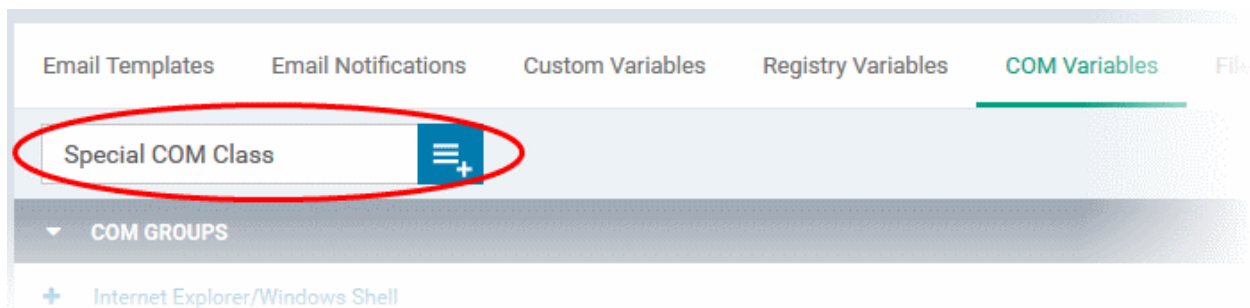 Email Templates Email Notifications Custom Variables Registry Variables COM Variables File
Special COM Class
COM GROUPS
Internet Explorer/Windows Shell